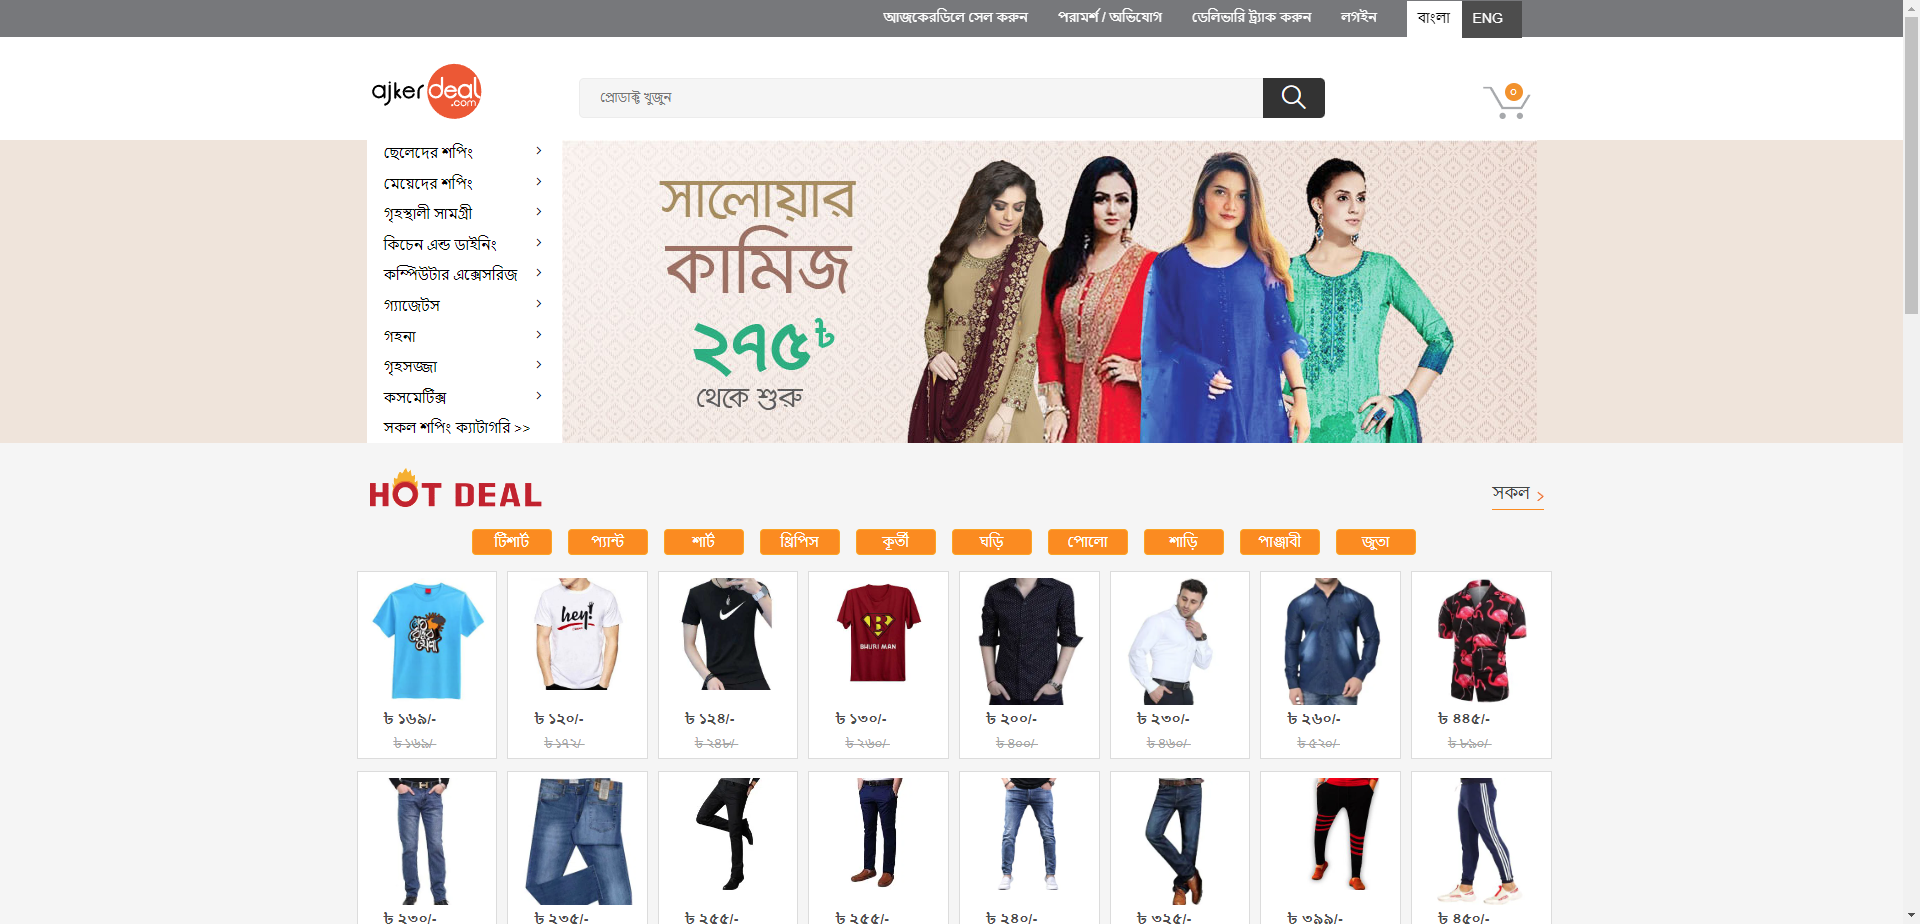 আজকেরডিলে সেল করুন পরামর্শ / অভিযোগ ডেলিভারি ট্র্যাক করুন লগইন বাংলা ENG
ajkerdeal
.com
প্রোডাক্ট খুজুন
০
ছেলেদের শপিং
মেয়েদের শপিং
গৃহস্থালী সামগ্রী
কিচেন এন্ড ডাইনিং
কম্পিউটার এক্সেসরিজ
গ্যাজেটস
গহনা
গৃহসজ্জা
কসমেটিক্স
সকল শপিং ক্যাটাগরি >>
সালোয়ার
কামিজ
২৭৫৳
থেকে শুরু
HOT DEAL
সকল
টিশার্ট প্যান্ট শার্ট থ্রিপিস কূর্তী ঘড়ি পোলো শাড়ি পাঞ্জাবী জুতা
hey!
BHURI MAN
৳ ১৬৯/- ৳ ১২০/- ৳ ১২৪/- ৳ ১৩০/- ৳ ২০০/- ৳ ২৩০/- ৳ ২৬০/- ৳ ৪৪৫/-
৳ ১৬৯/- ৳ ১৭২/- ৳ ২৪৮/- ৳ ২৬০/- ৳ ৪০০/- ৳ ৪৬০/- ৳ ৫২০/- ৳ ৮৯০/-
৳ ২৩০/- ৳ ২৩৫/- ৳ ২৫৫/- ৳ ২৫৫/- ৳ ২৪০/- ৳ ৩২৫/- ৳ ৩৯৯/- ৳ ৪৫০/-